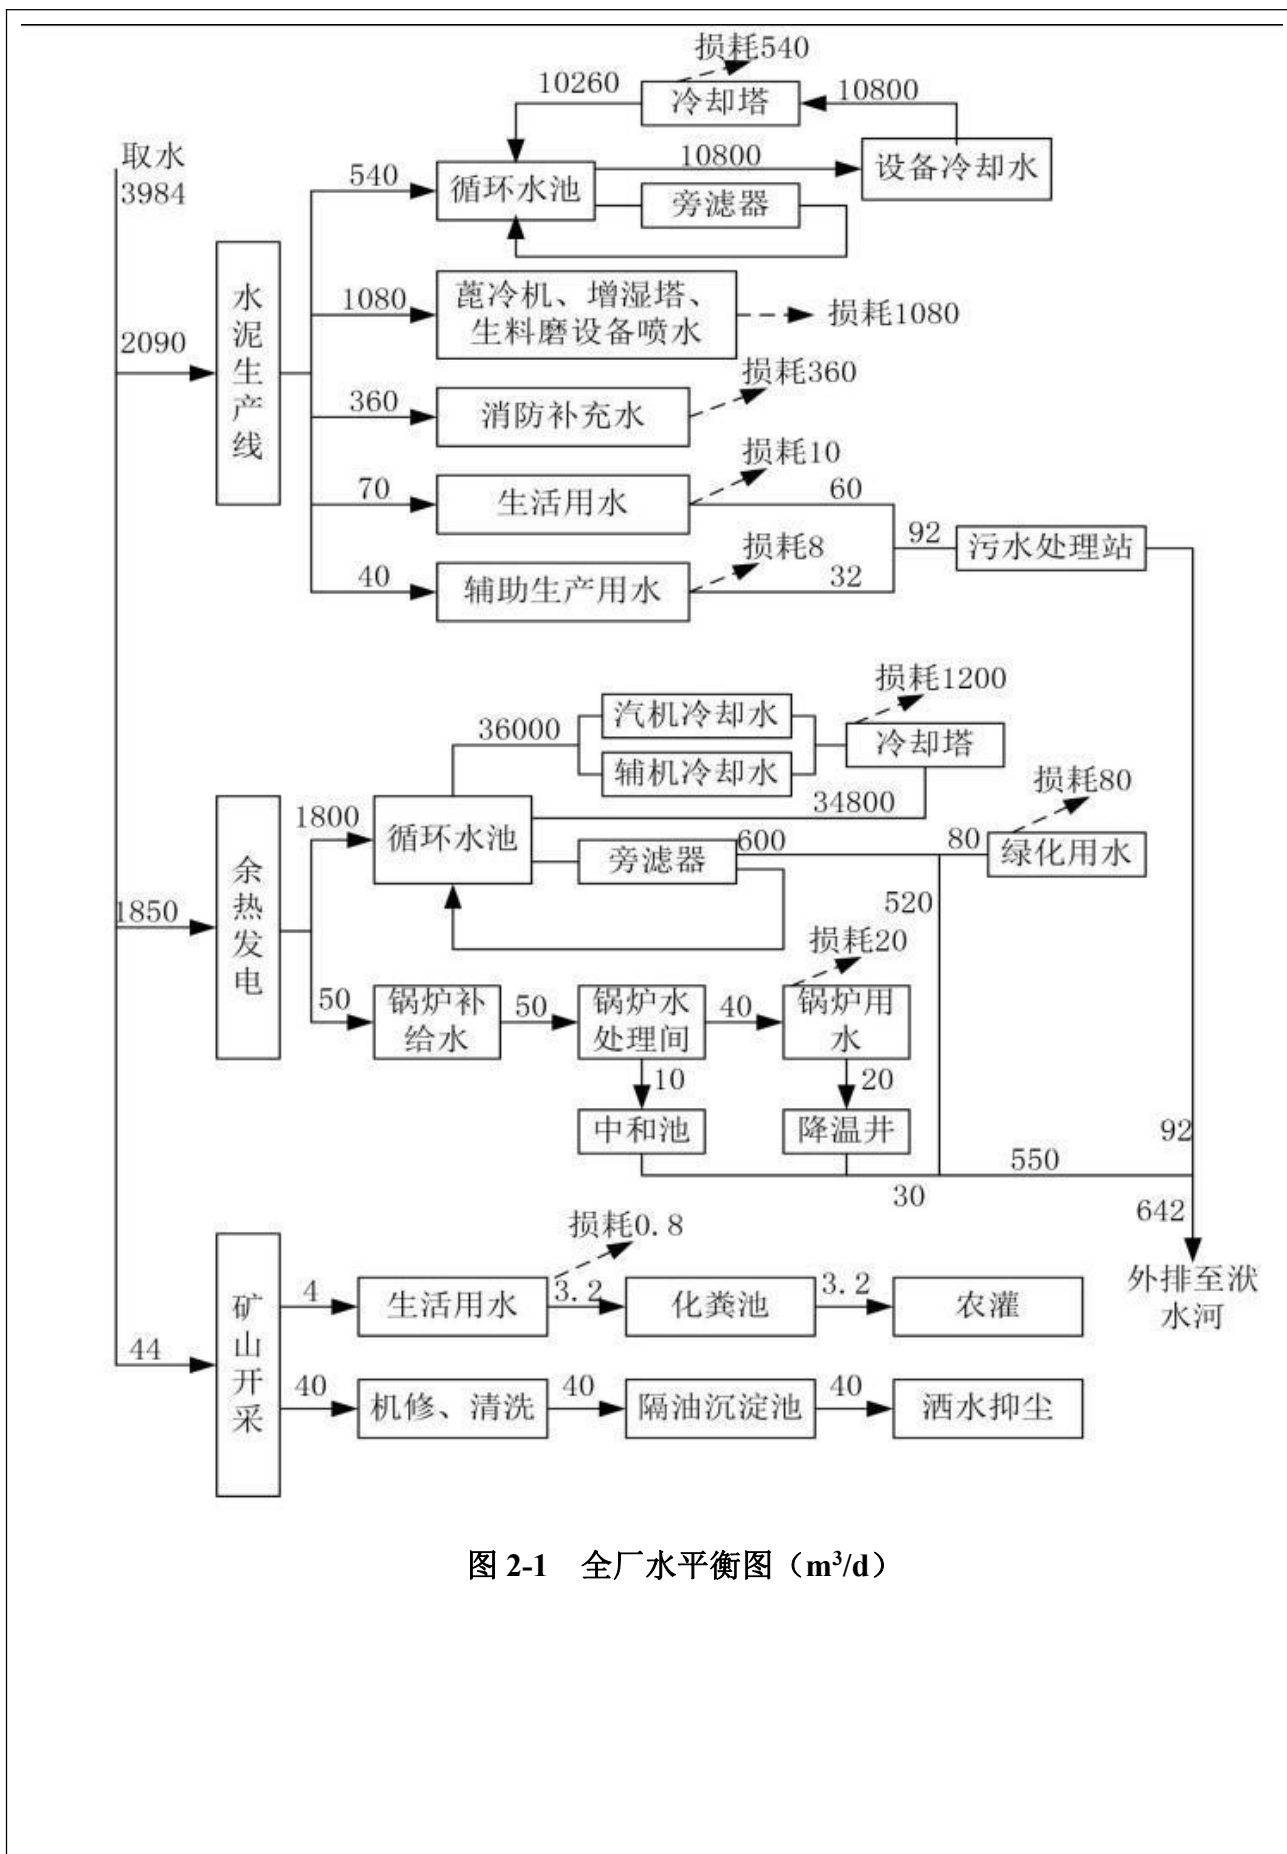 损耗540
10260
冷却塔
10800
取水
3984
540
循环水池
10800
设备冷却水
旁滤器
水泥生产线
2090
1080
蓖冷机、增湿塔、
生料磨设备喷水
损耗1080
360
消防补充水
损耗360
70
生活用水
损耗10
60
92
污水处理站
40
辅助生产用水
损耗8
32
损耗1200
36000
汽机冷却水
辅机冷却水
冷却塔
34800
损耗80
1800
循环水池
旁滤器
600
80
绿化用水
余热发电
1850
520
损耗20
50
锅炉补
给水
50
锅炉水
处理间
40
锅炉用
水
10
20
中和池
降温井
92
550
30
642
外排至洑
水河
损耗0.8
矿山开采
4
生活用水
3.2
化粪池
3.2
农灌
44
40
机修、清洗
40
隔油沉淀池
40
洒水抑尘
图 2-1 全厂水平衡图（m³/d）